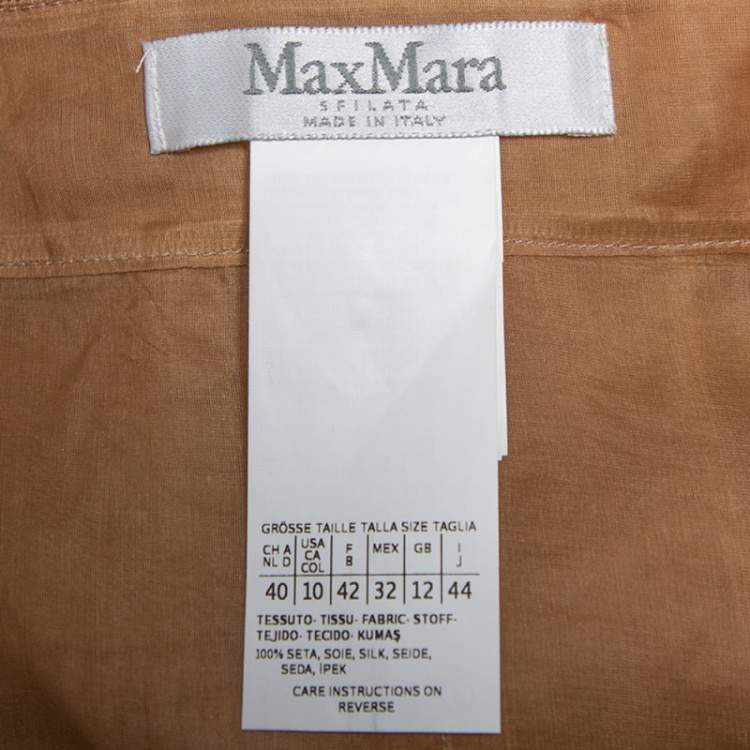 MaxMara
SFILATA
MADE IN ITALY
GRÖSSE TAILLE TALLA SIZE TAGLIA
CH A NL D USA CA COL F B MEX GB I J
40 10 42 32 12 44
TESSUTO· TISSU· FABRIC· STOFF·
TEJIDO· TECIDO· KUMAŞ
100% SETA, SOIE, SILK, SEIDE,
SEDA, İPEK
CARE INSTRUCTIONS ON
REVERSE